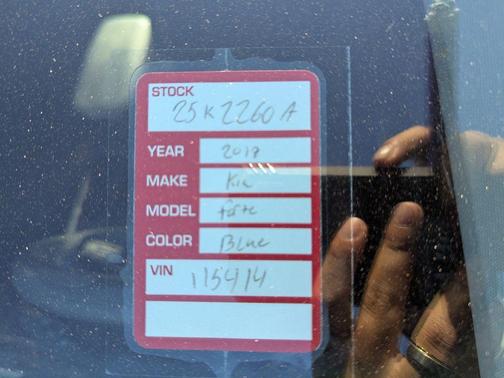 STOCK
25K2260A
YEAR 2017
MAKE Kia
MODEL forte
COLOR Blue
VIN 115414